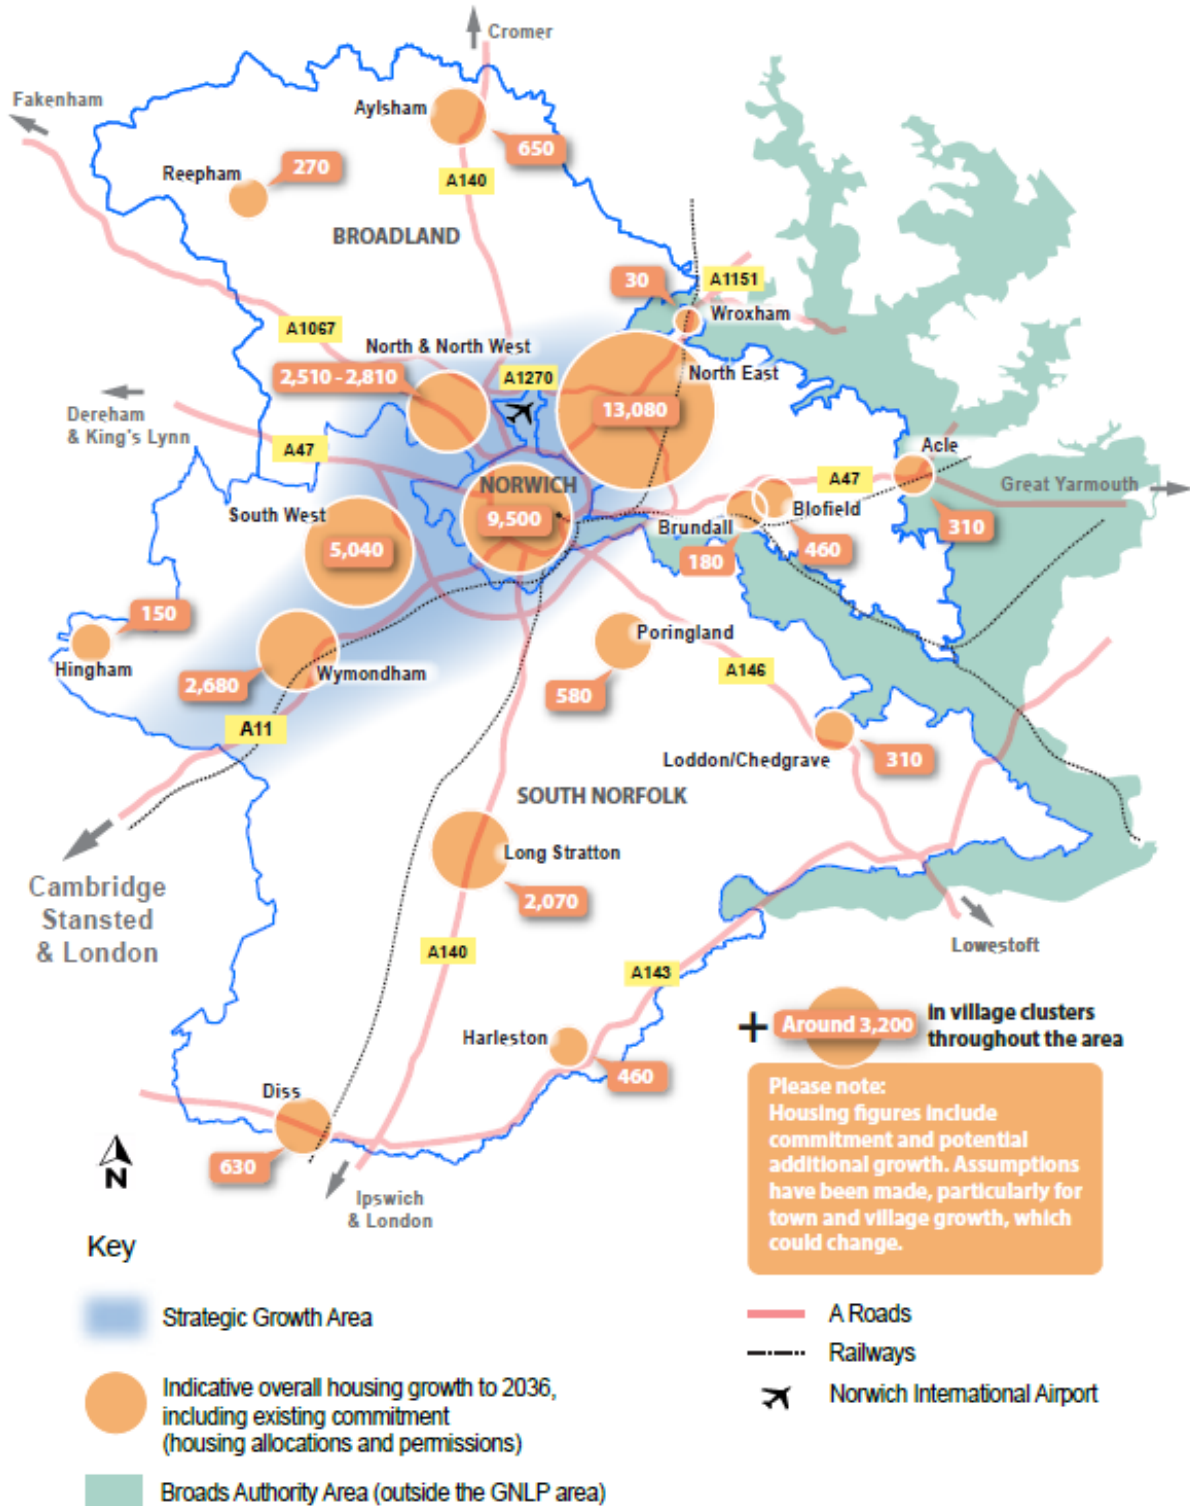 Cromer
Fakenham
Aylsham
650
Reepham
270
A140
BROADLAND
30
A1151
Wroxham
A1067
North & North West
2,510 - 2,810
A1270
North East
13,080
Dereham
& King's Lynn
A47
NORWICH
9,500
South West
5,040
Acle
A47
Great Yarmouth
310
Blofield
Brundall
460
180
150
Hingham
Poringland
580
A146
Wymondham
2,680
A11
Loddon/Chedgrave
310
SOUTH NORFOLK
Long Stratton
2,070
Cambridge
Stansted
& London
A140
A143
Lowestoft
Harleston
460
Diss
630
Ipswich
& London
N
+ Around 3,200
in village clusters
throughout the area
Please note:
Housing figures include
commitment and potential
additional growth. Assumptions
have been made, particularly for
town and village growth, which
could change.
Key
Strategic Growth Area
Indicative overall housing growth to 2036,
including existing commitment
(housing allocations and permissions)
Broads Authority Area (outside the GNLP area)
A Roads
Railways
Norwich International Airport